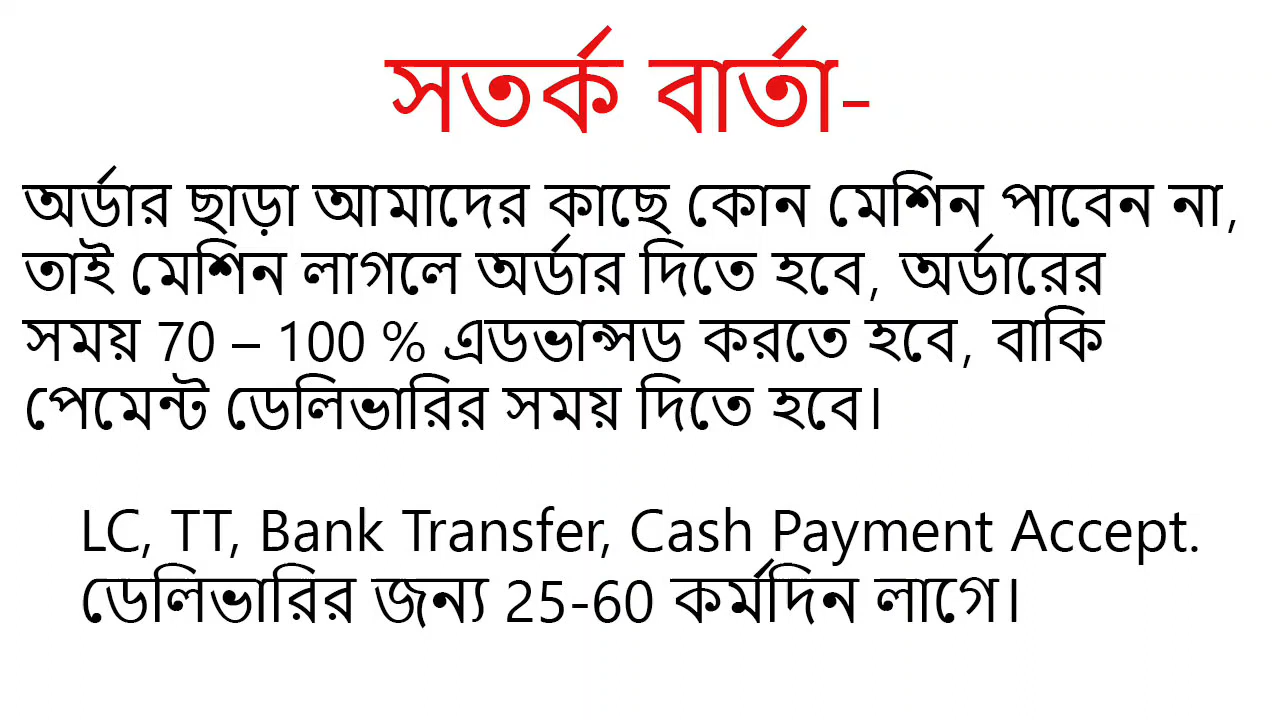 সতর্ক বার্তা-
অর্ডার ছাড়া আমাদের কাছে কোন মেশিন পাবেন না,
তাই মেশিন লাগলে অর্ডার দিতে হবে, অর্ডারের
সময় 70 – 100 % এডভান্সড করতে হবে, বাকি
পেমেন্ট ডেলিভারির সময় দিতে হবে।
LC, TT, Bank Transfer, Cash Payment Accept.
ডেলিভারির জন্য 25-60 কর্মদিন লাগে।